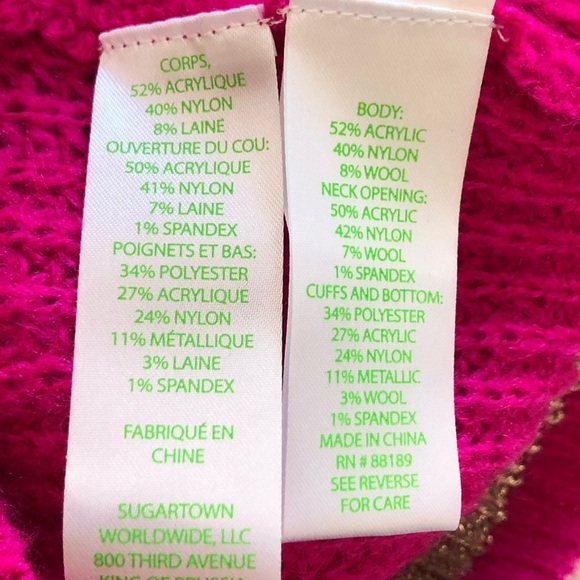 CORPS,
52% ACRYLIQUE
40% NYLON
8% LAINE
OUVERTURE DU COU:
50% ACRYLIQUE
41% NYLON
7% LAINE
1% SPANDEX
POIGNETS ET BAS:
34% POLYESTER
27% ACRYLIQUE
24% NYLON
11% MÉTALLIQUE
3% LAINE
1% SPANDEX
FABRIQUÉ EN
CHINE
SUGARTOWN
WORLDWIDE, LLC
800 THIRD AVENUE
KING OF PRUSSIA
BODY:
52% ACRYLIC
40% NYLON
8% WOOL
NECK OPENING:
50% ACRYLIC
42% NYLON
7% WOOL
1% SPANDEX
CUFFS AND BOTTOM:
34% POLYESTER
27% ACRYLIC
24% NYLON
11% METALLIC
3% WOOL
1% SPANDEX
MADE IN CHINA
RN # 88189
SEE REVERSE
FOR CARE